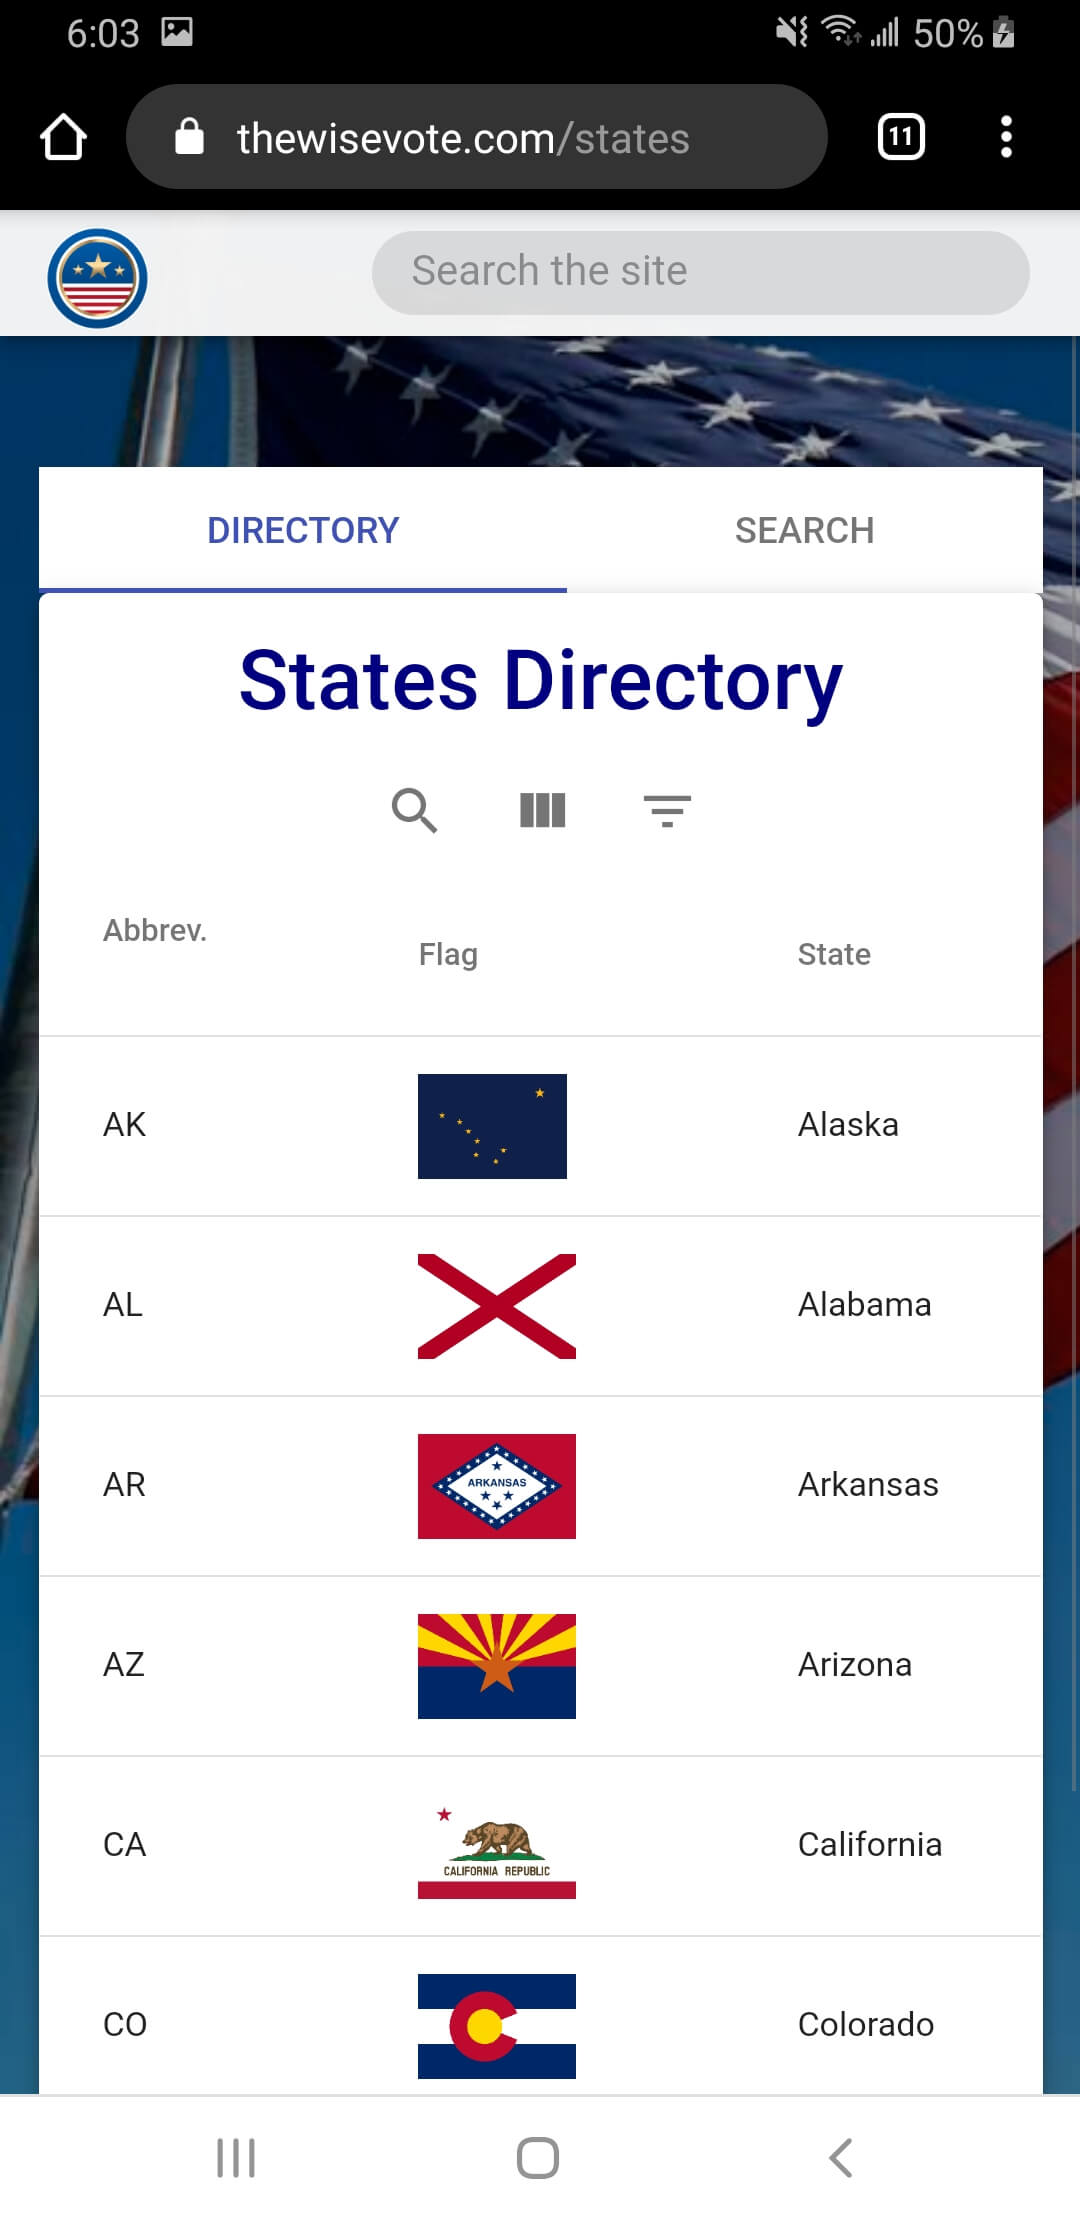 6:03 50%
thewisevote.com/states 11
Search the site
DIRECTORY SEARCH
States Directory
Abbrev. Flag State
AK Alaska
AL Alabama
AR ARKANSAS Arkansas
AZ Arizona
CA CALIFORNIA REPUBLIC California
CO Colorado